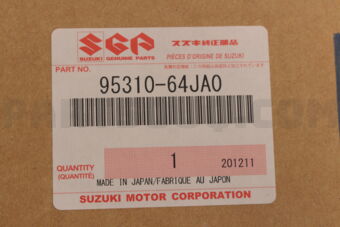 SGP
スズキ純正部品
SUZUKI GENUINE PARTS
PIÈCES D'ORIGINE DE SUZUKI
PART NO.
95310-64JA0
QUANTITY
(QUANTITÉ)
1
201211
MADE IN JAPAN/FABRIQUE AU JAPON
SUZUKI MOTOR CORPORATION